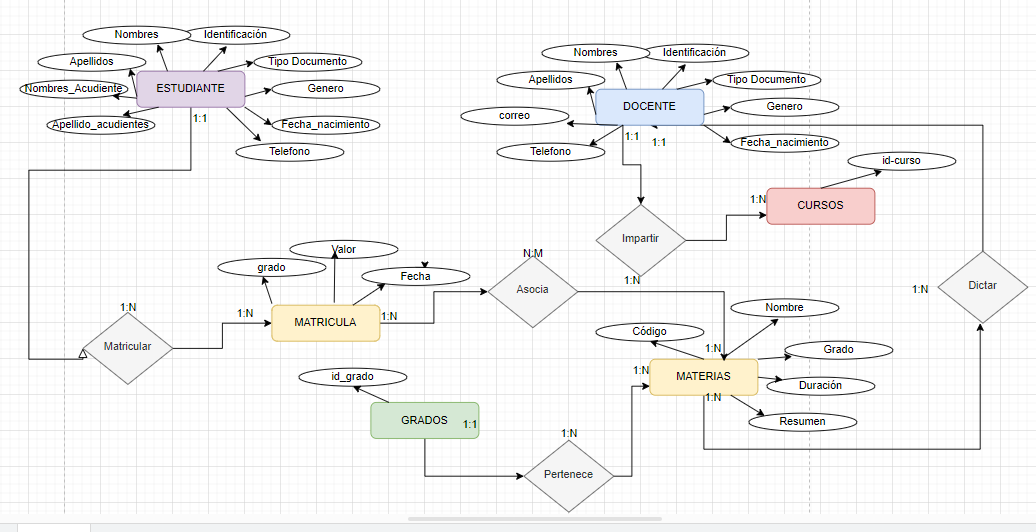 Nombres
Identificación
Apellidos
Tipo Documento
Nombres_Acudiente
ESTUDIANTE
Genero
Apellido_acudientes
1:1
Fecha_nacimiento
Telefono
Nombres
Identificación
Apellidos
Tipo Documento
correo
DOCENTE
Genero
Telefono
1:1
1:1
Fecha_nacimiento
id-curso
1:N
CURSOS
Impartir
Valor
grado
Fecha
N:M
Asocia
1:N
1:N
Dictar
1:N
Matricular
1:N
MATRICULA
1:N
Nombre
Código
1:N
Grado
1:N
MATERIAS
Duración
1:N
Resumen
id_grado
GRADOS
1:1
1:N
Pertenece